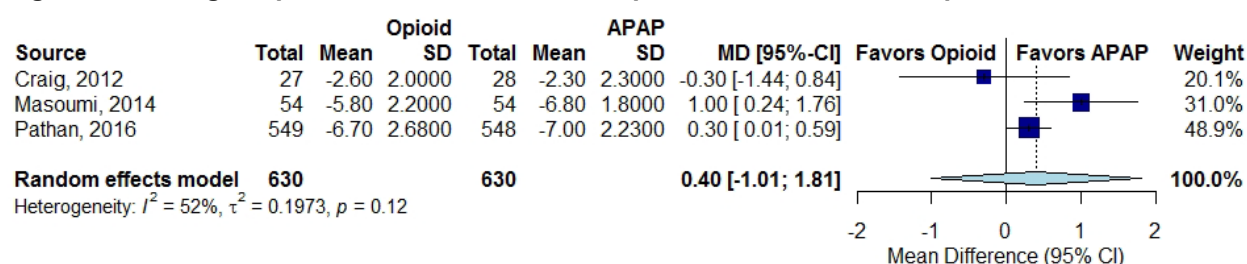 Opioid APAP
Source Total Mean SD Total Mean SD MD [95%-CI] Favors Opioid Favors APAP Weight
Craig, 2012 27 -2.60 2.0000 28 -2.30 2.3000 -0.30 [-1.44; 0.84] 20.1%
Masoumi, 2014 54 -5.80 2.2000 54 -6.80 1.8000 1.00 [ 0.24; 1.76] 31.0%
Pathan, 2016 549 -6.70 2.6800 548 -7.00 2.2300 0.30 [ 0.01; 0.59] 48.9%
Random effects model 630 630 0.40 [-1.01; 1.81] 100.0%
Heterogeneity: I² = 52%, τ² = 0.1973, p = 0.12
-2 -1 0 1 2
Mean Difference (95% CI)